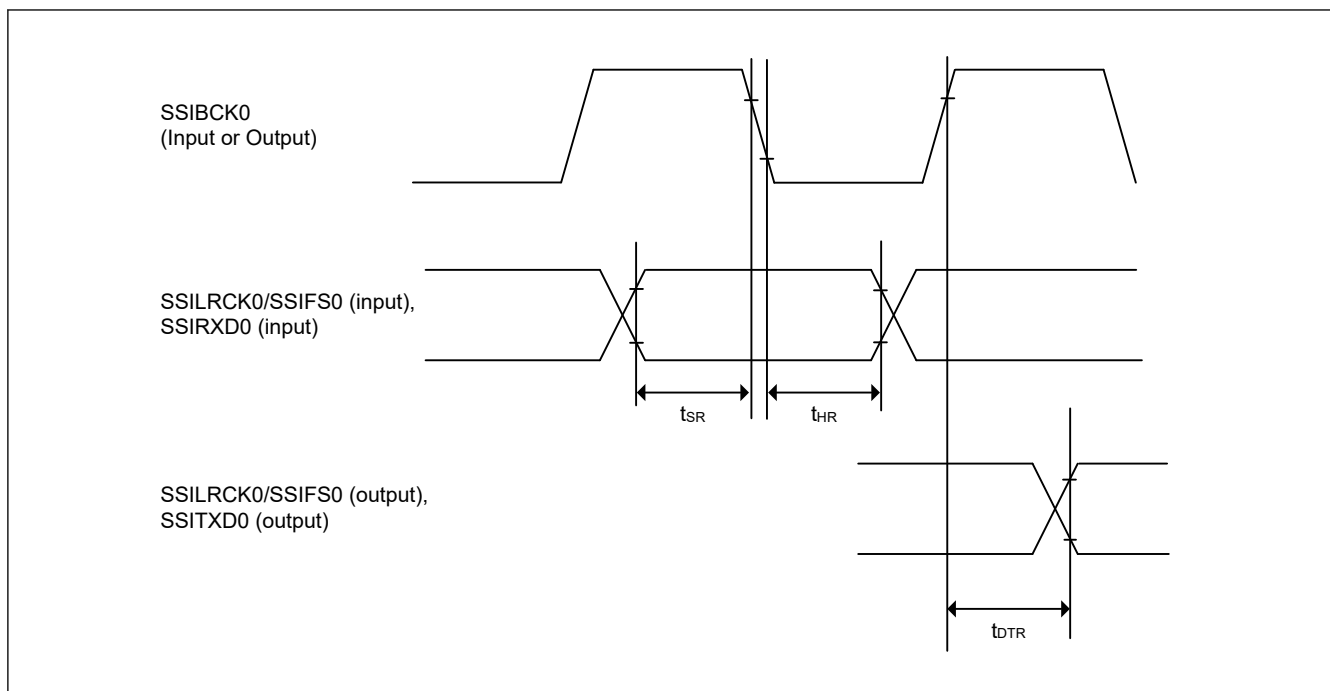 SSIBCK0
(Input or Output)
SSILRCK0/SSIFS0 (input),
SSIRXD0 (input)
tSR
tHR
SSILRCK0/SSIFS0 (output),
SSITXD0 (output)
tDTR